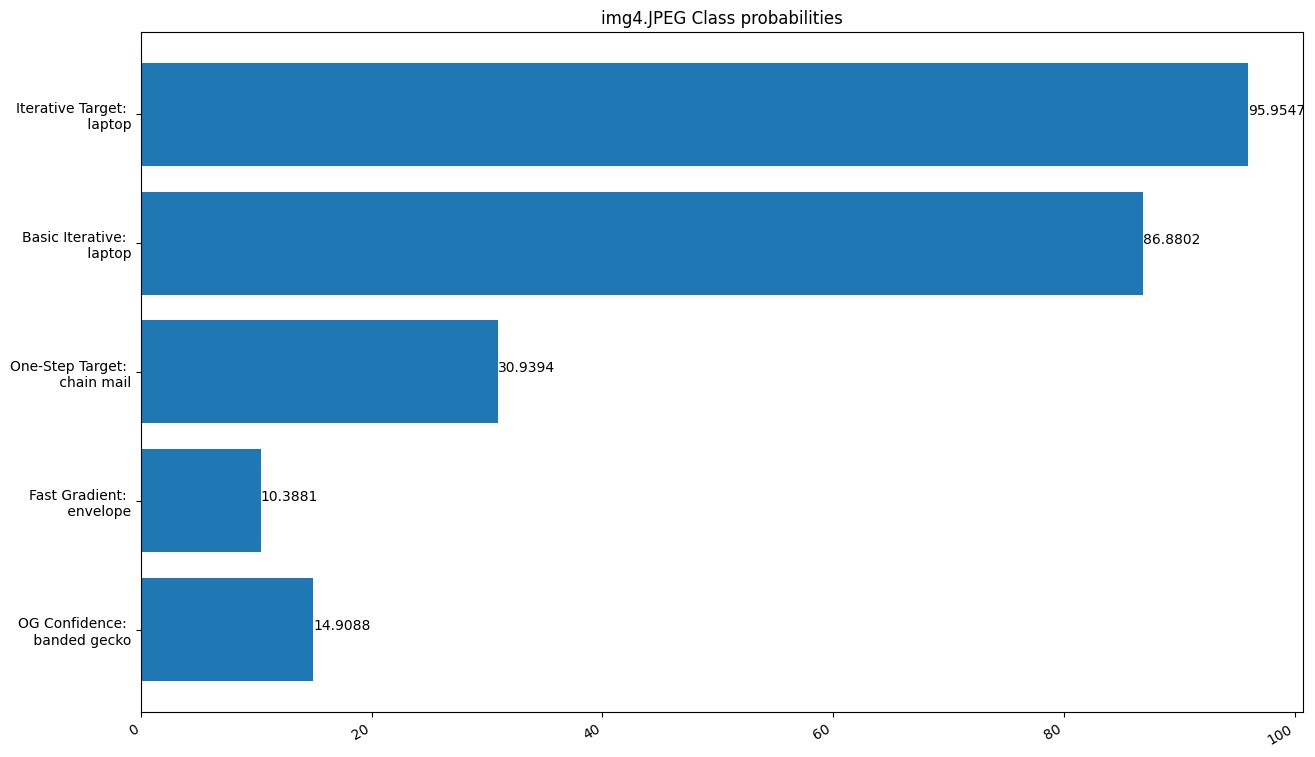 img4.JPEG Class probabilities
Iterative Target:
laptop
95.9547
Basic Iterative:
laptop
86.8802
One-Step Target:
chain mail
30.9394
Fast Gradient:
envelope
10.3881
OG Confidence:
banded gecko
14.9088
0
20
40
60
80
100